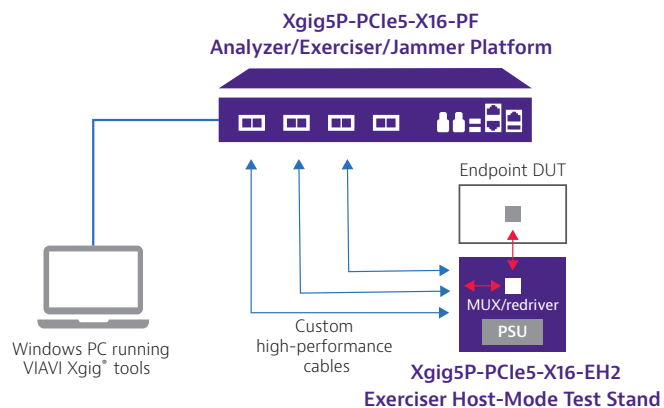 Xgig5P-PCIe5-X16-PF
Analyzer/Exerciser/Jammer Platform
Endpoint DUT
MUX/redriver
PSU
Custom
high-performance
cables
Windows PC running
VIAVI Xgig® tools
Xgig5P-PCIe5-X16-EH2
Exerciser Host-Mode Test Stand